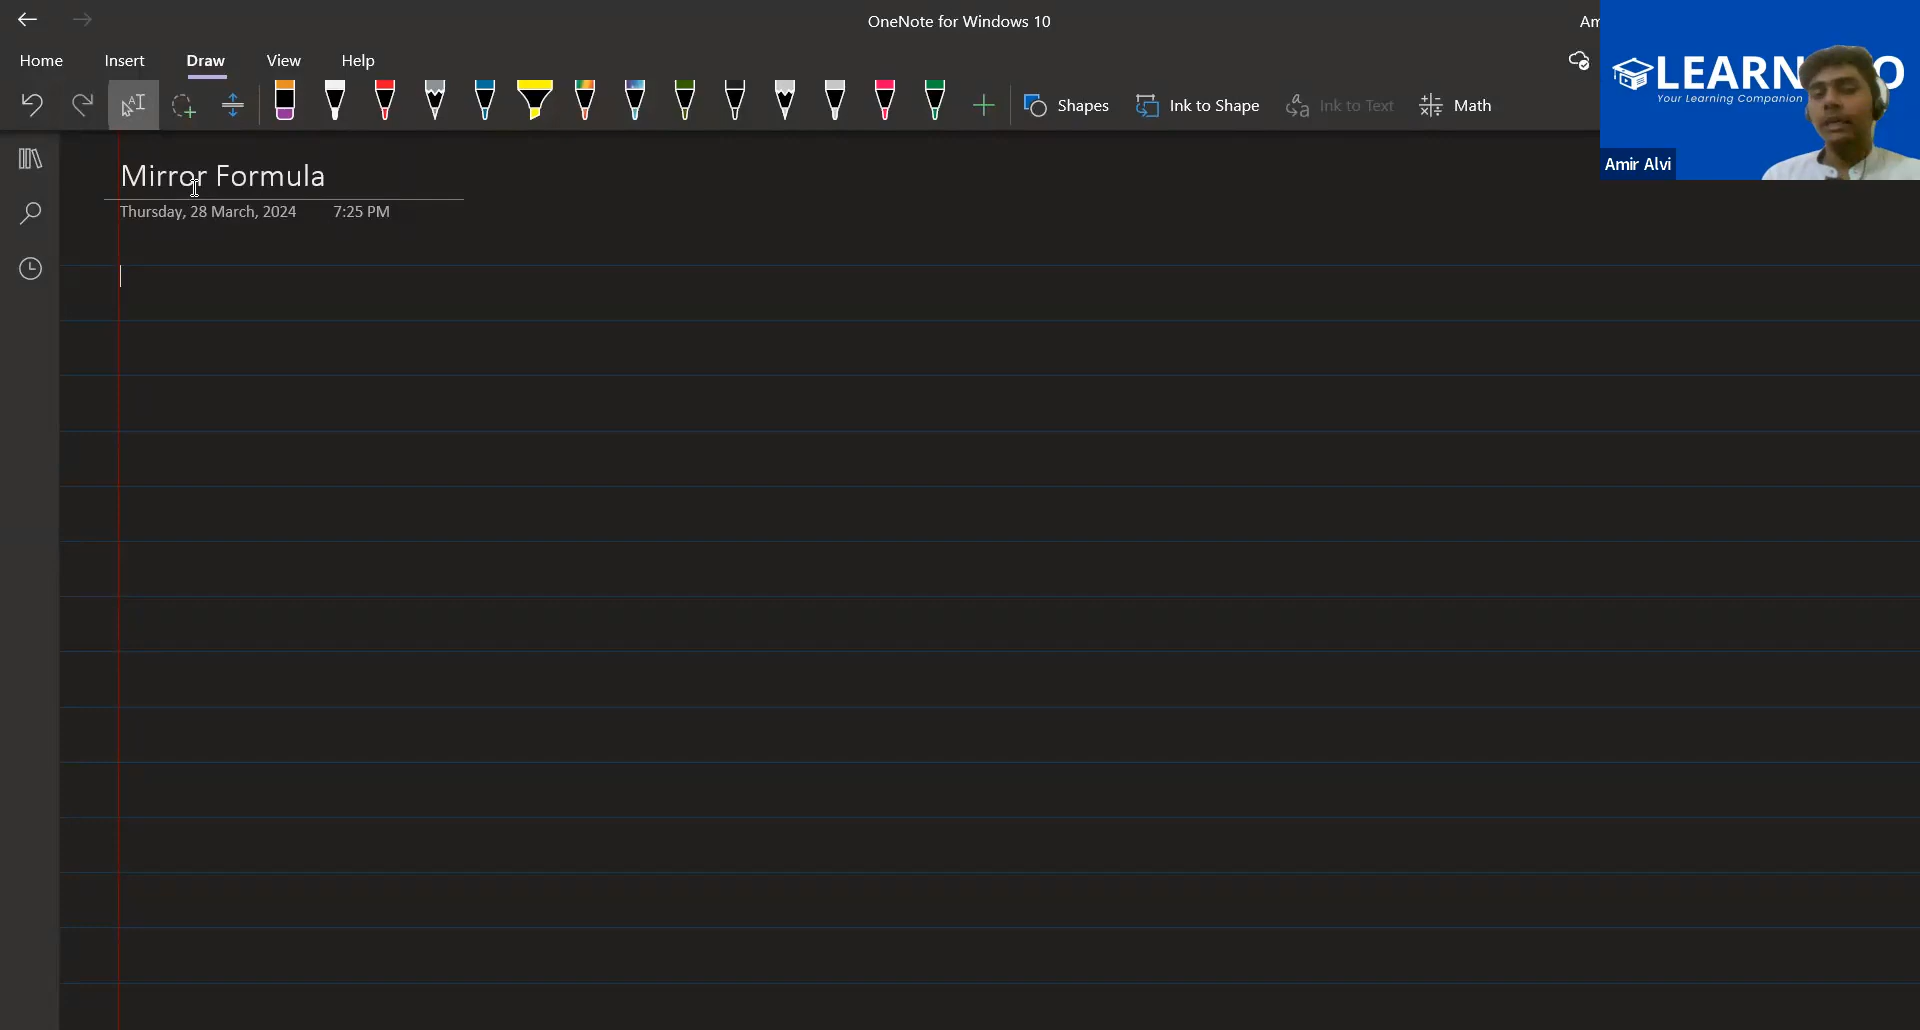 OneNote for Windows 10
Am
Home Insert Draw View Help
Shapes Ink to Shape Ink to Text Math
LEARN O
Your Learning Companion
Amir Alvi
Mirror Formula
Thursday, 28 March, 2024 7:25 PM